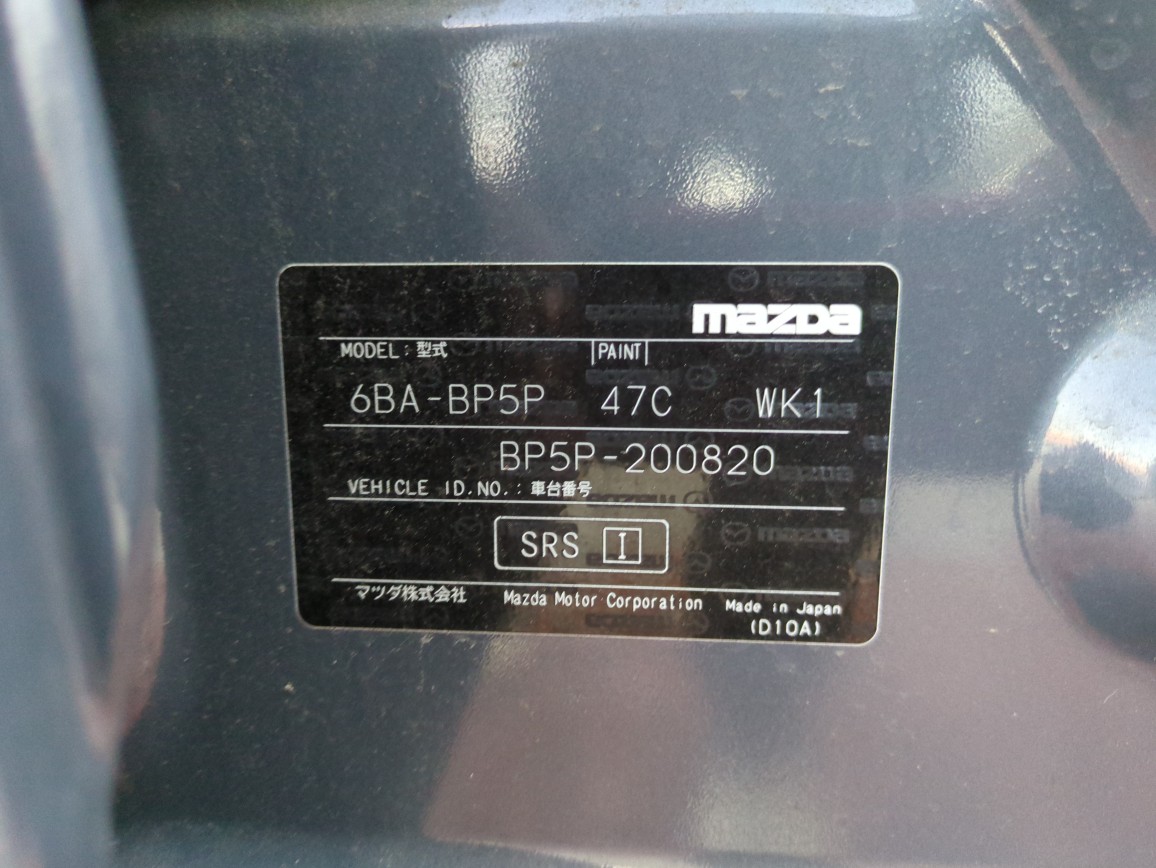 mazda
MODEL : 型式 PAINT
6BA-BP5P 47C WK1
BP5P-200820
VEHICLE ID.NO. : 車台番号
SRS I
マツダ株式会社 Mazda Motor Corporation Made in Japan
(D10A)